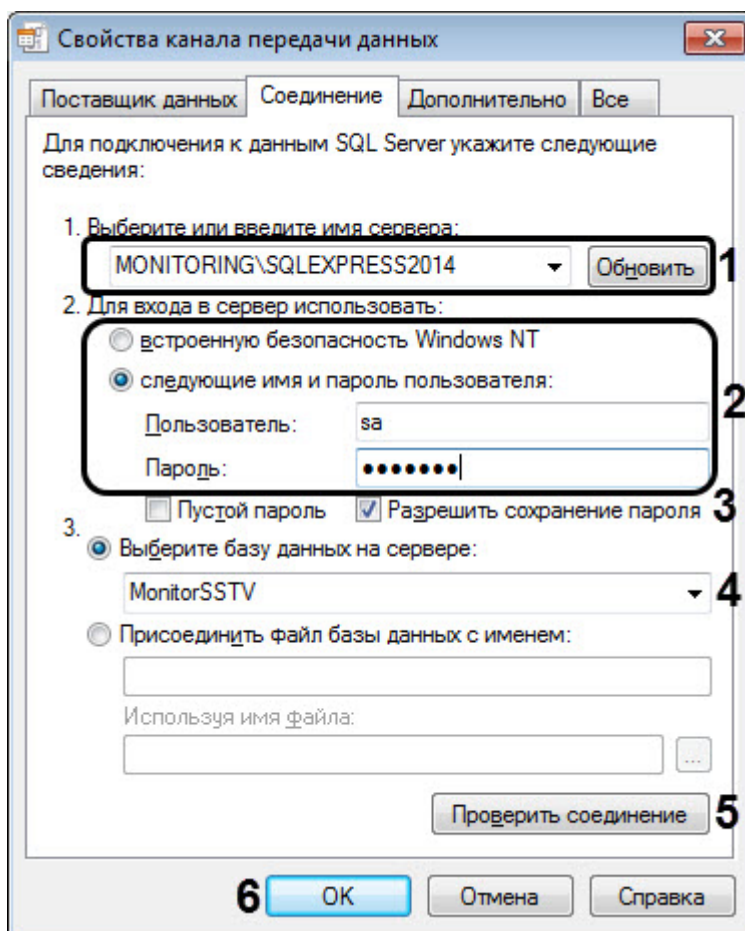 Свойства канала передачи данных
Поставщик данных Соединение Дополнительно Все
Для подключения к данным SQL Server укажите следующие
сведения:
1. Выберите или введите имя сервера:
MONITORING\SQLEXPRESS2014 Обновить 1
2. Для входа в сервер использовать:
встроенную безопасность Windows NT
следующие имя и пароль пользователя:
2
Пользователь: sa
Пароль: •••••••
Пустой пароль Разрешить сохранение пароля 3
3.
Выберите базу данных на сервере:
MonitorSSTV 4
Присоединить файл базы данных с именем:
Используя имя файла:
...
Проверить соединение 5
6 OK Отмена Справка